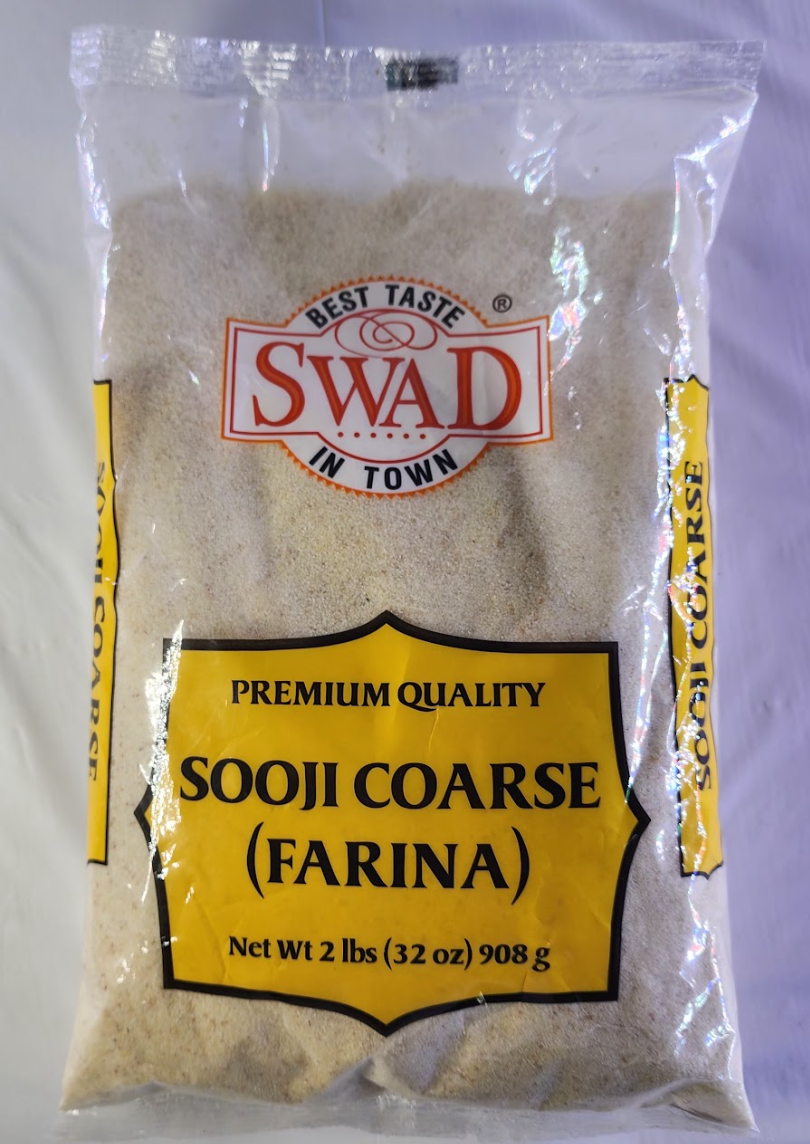 BEST TASTE
®
SWAD
IN TOWN
PREMIUM QUALITY
SOOJI COARSE
(FARINA)
Net Wt 2 lbs (32 oz) 908 g
SOOJI COARSE
SOOJI COARSE